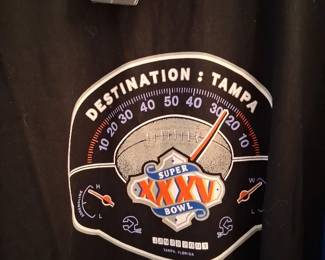 DESTINATION : TAMPA
10 20 30 40 50 40 30 20 10
SUPER
XXXV
BOWL
H
L
W
L
TAMPA, FLORIDA